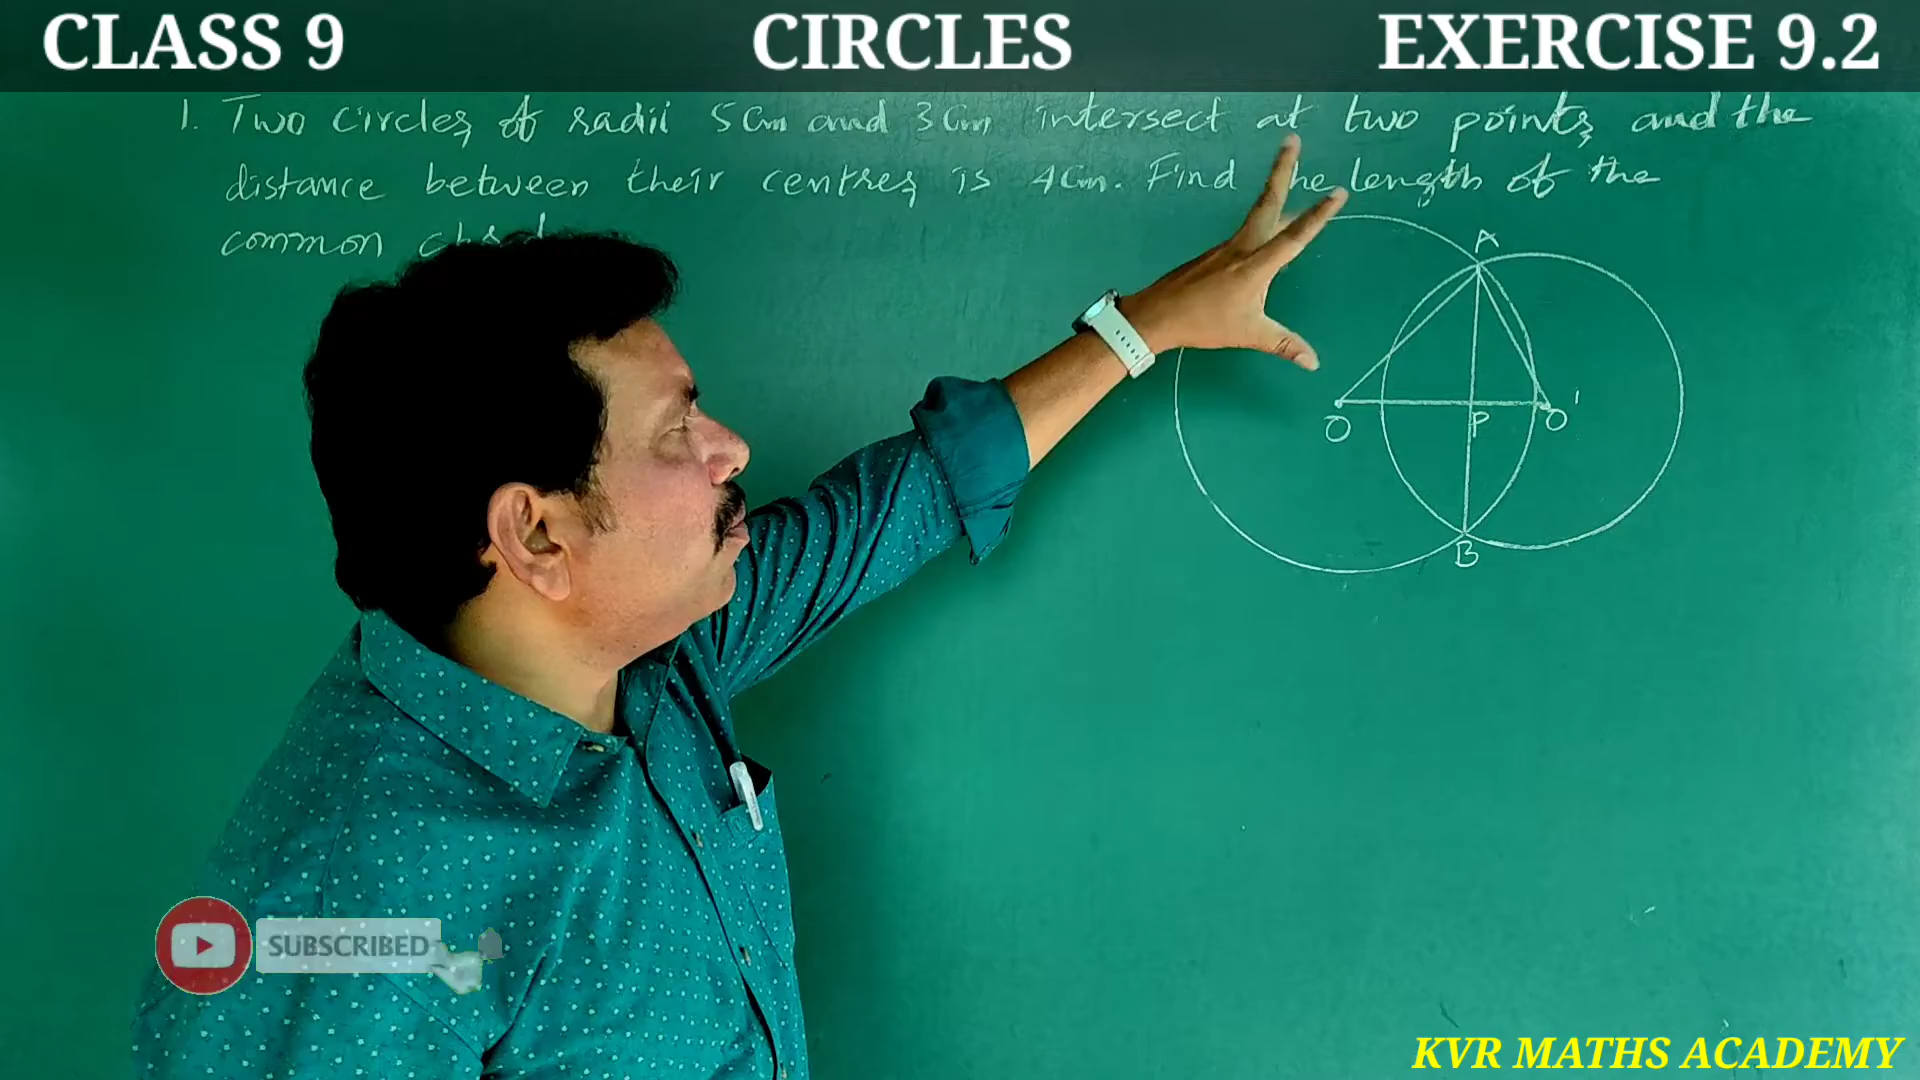 CLASS 9 CIRCLES EXERCISE 9.2
1. Two circles of radii 5cm and 3cm intersect at two points and the
distance between their centres is 4cm. Find the length of the
common chord
A
O P O'
B
SUBSCRIBED
KVR MATHS ACADEMY